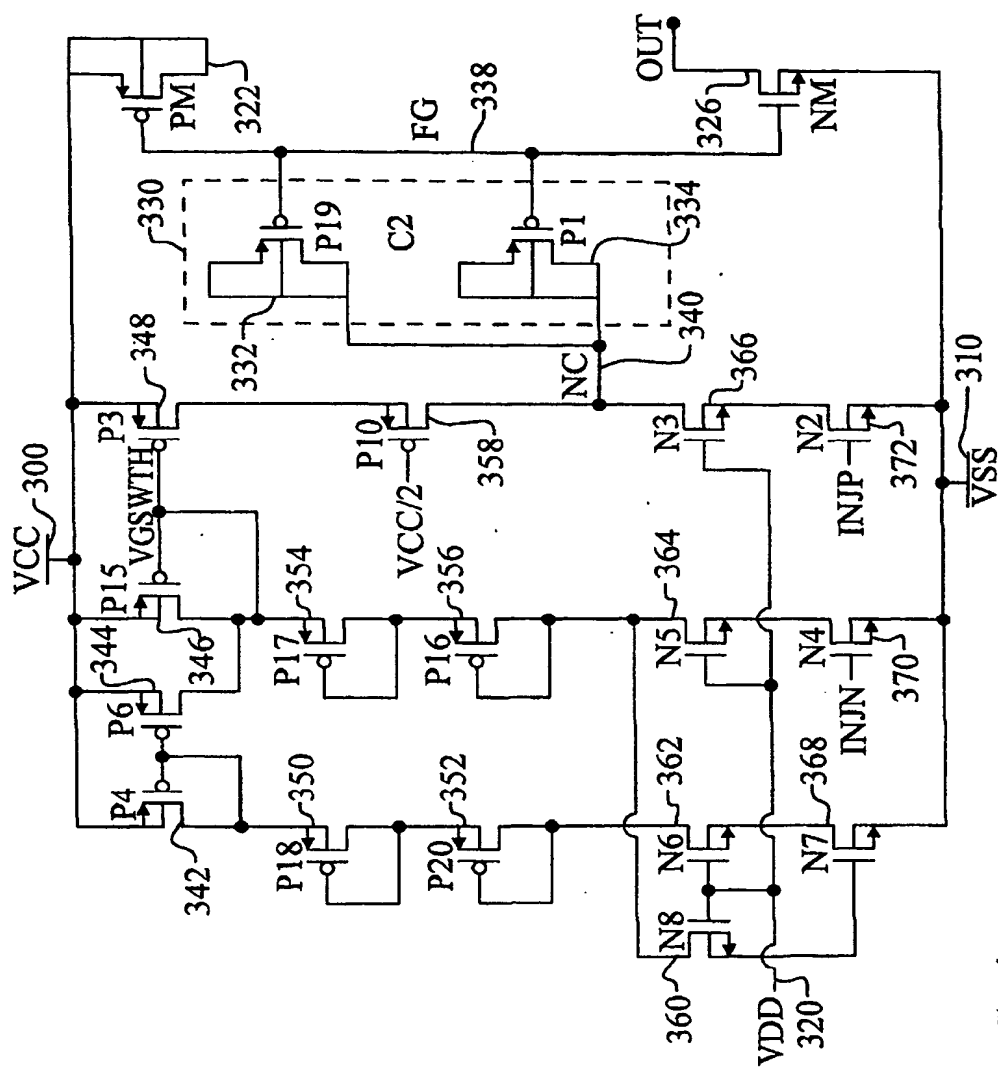 VCC
300
344
P4
P6
P15
P3
348
330
PM
322
VGSWTH
342
346
332
P19
P18
350
P17
354
P10
C2
FG
P20
352
P16
356
VCC/2
358
P1
338
334
NC
340
360
N8
N6
362
N5
364
N3
366
OUT
326
VDD
320
N7
368
INJN
N4
370
INJP
N2
372
NM
VSS
310